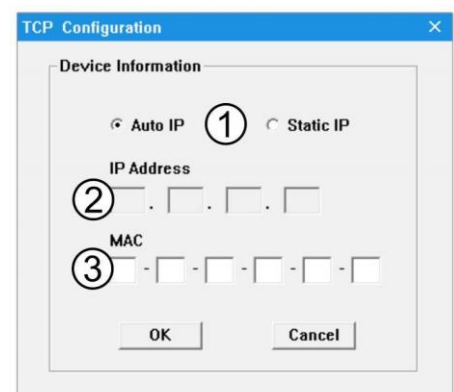 TCP Configuration ×
Device Information
Auto IP 1 Static IP
IP Address
2 . . .
MAC
3 - - - - -
OK Cancel